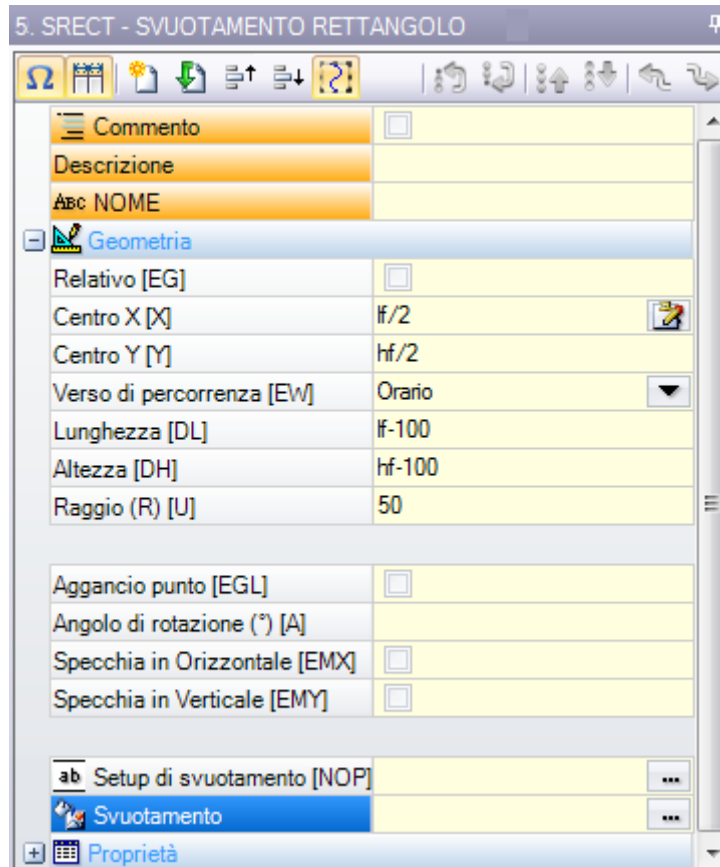 5. SRECT - SVUOTAMENTO RETTANGOLO
Commento
Descrizione
ABC NOME
Geometria
Relativo [EG]
Centro X [X] lf/2
Centro Y [Y] hf/2
Verso di percorrenza [EW] Orario
Lunghezza [DL] lf-100
Altezza [DH] hf-100
Raggio (R) [U] 50
Aggancio punto [EGL]
Angolo di rotazione (°) [A]
Specchia in Orizzontale [EMX]
Specchia in Verticale [EMY]
ab Setup di svuotamento [NOP] ...
Svuotamento ...
Proprietà